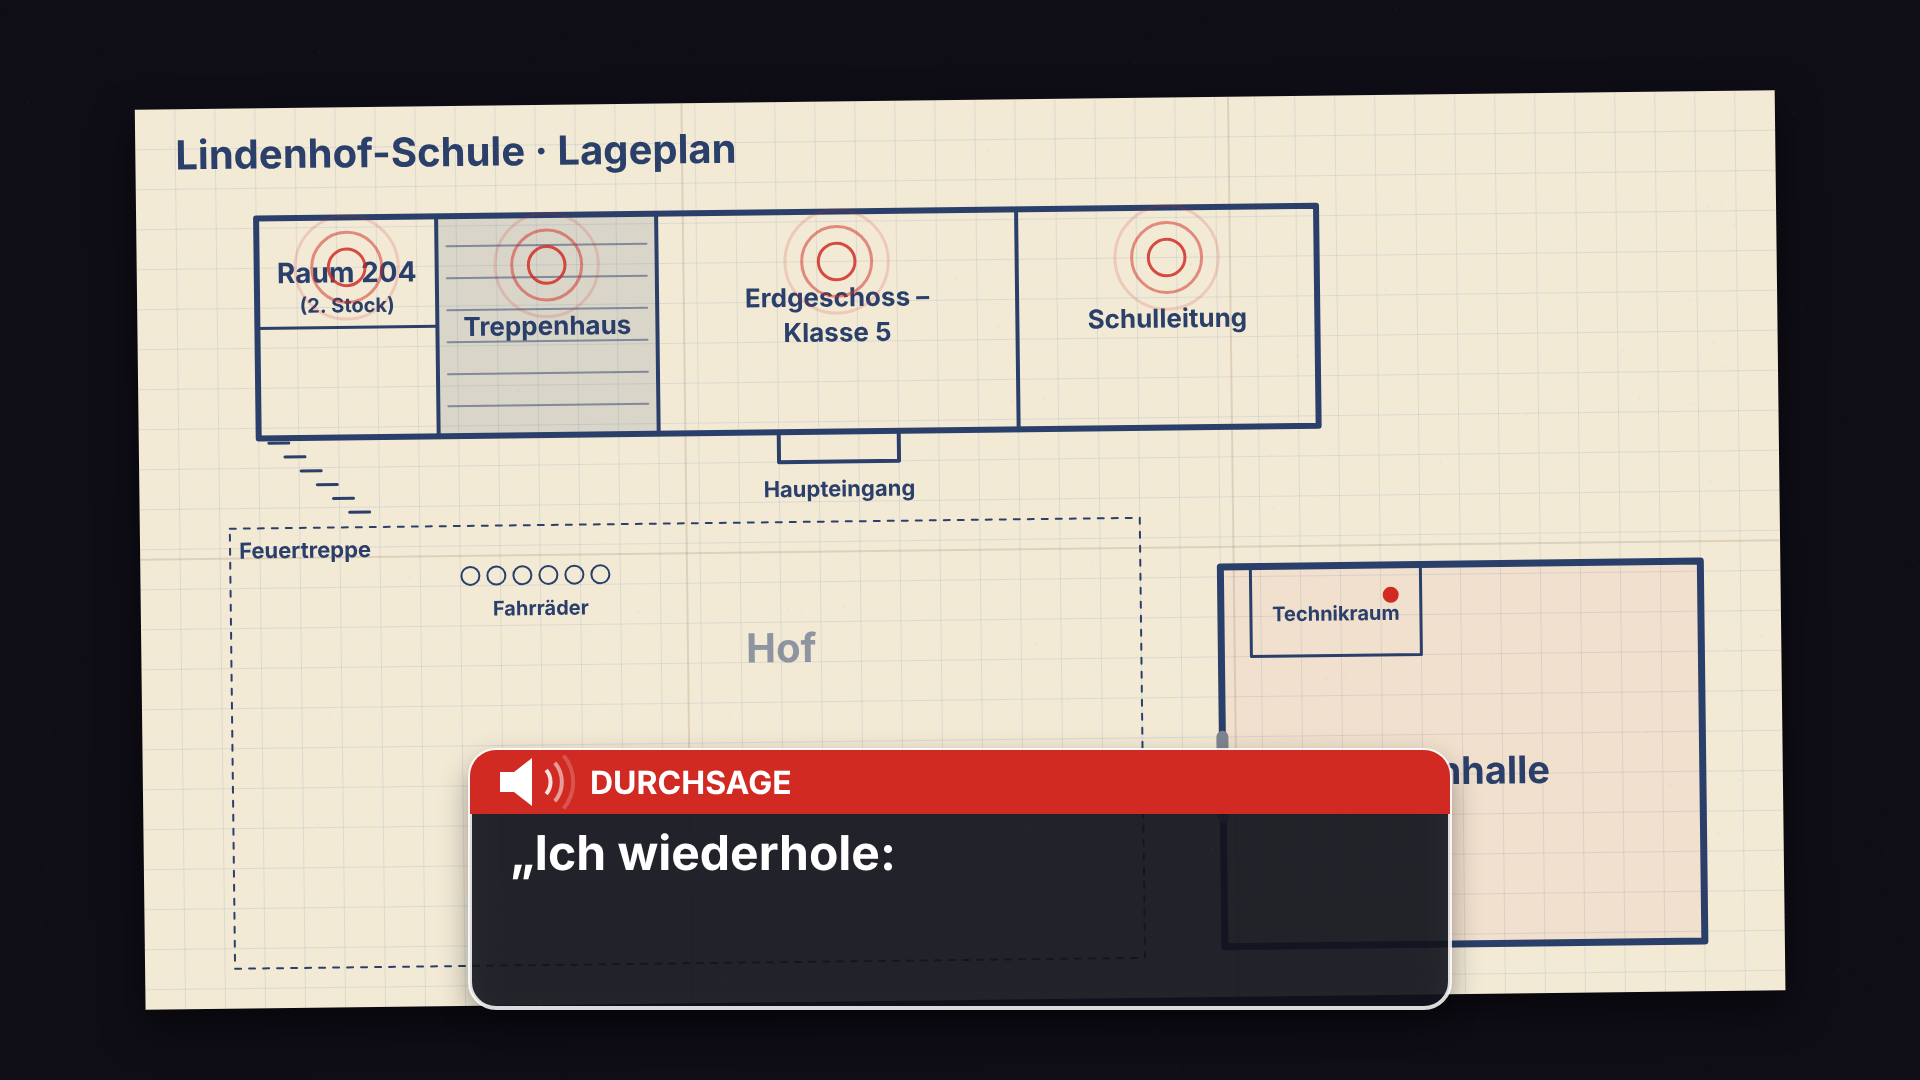 Lindenhof-Schule · Lageplan
Raum 204
(2. Stock)
Treppenhaus
Erdgeschoss –
Klasse 5
Schulleitung
Haupteingang
Feuertreppe
Fahrräder
Hof
Technikraum
nhalle
DURCHSAGE
„Ich wiederhole: